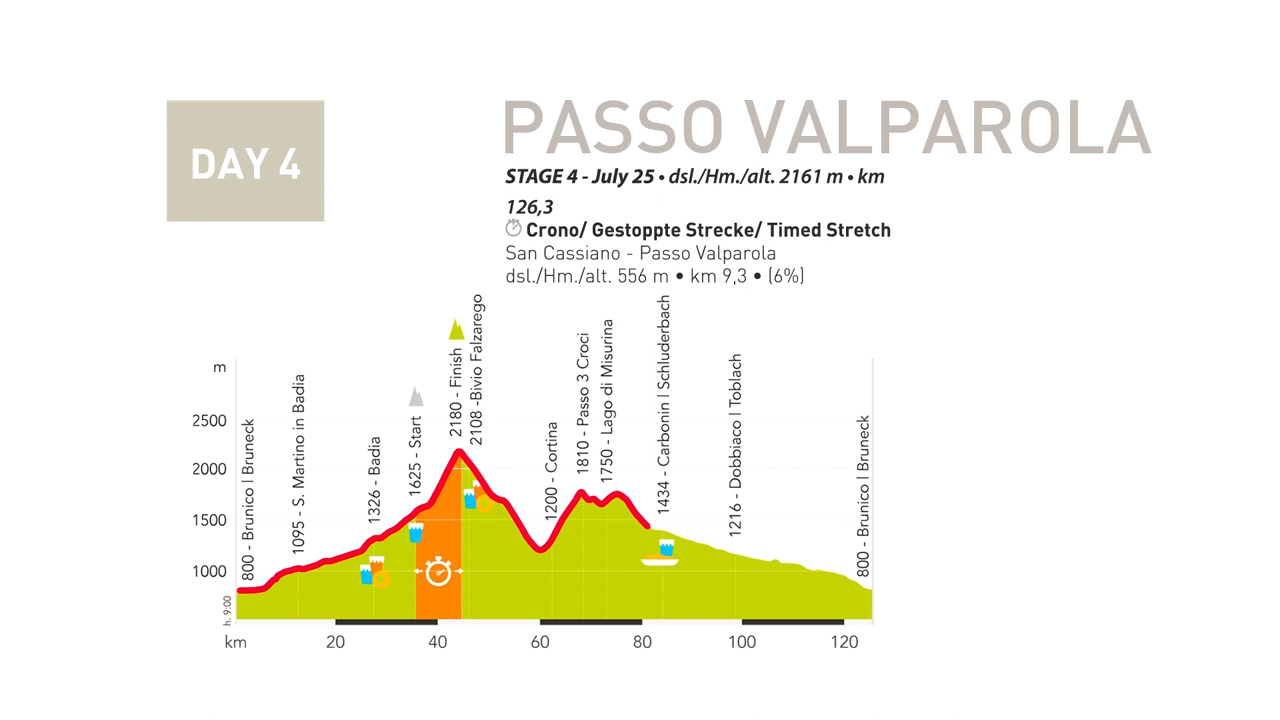 DAY 4
PASSO VALPAROLA
STAGE 4 - July 25 • dsl./Hm./alt. 2161 m • km
126,3
Crono/ Gestoppte Strecke/ Timed Stretch
San Cassiano - Passo Valparola
dsl./Hm./alt. 556 m • km 9,3 • (6%)
m
2500
2000
1500
1000
h. 9:00
800 - Brunico | Bruneck
1095 - S. Martino in Badia
1326 - Badia
1625 - Start
2180 - Finish
2108 -Bivio Falzarego
1200 - Cortina
1810 - Passo 3 Croci
1750 - Lago di Misurina
1434 - Carbonin | Schluderbach
1216 - Dobbiaco | Toblach
800 - Brunico | Bruneck
km 20 40 60 80 100 120